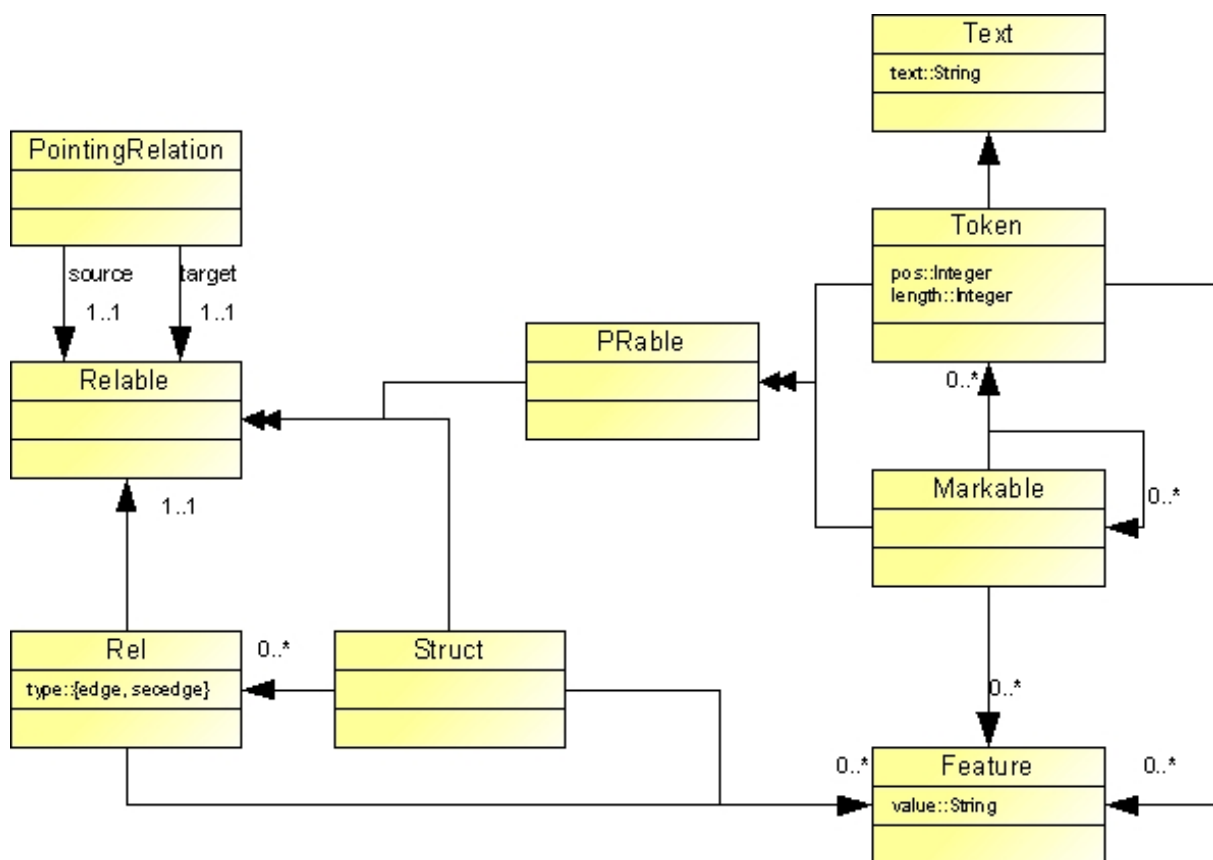 Text
text::String
PointingRelation
source
target
1..1
1..1
Token
pos::Integer
length::Integer
PRable
Relable
0..*
1..1
Markable
0..*
Rel
type::{edge, secedge}
0..*
Struct
0..*
0..*
0..*
Feature
value::String